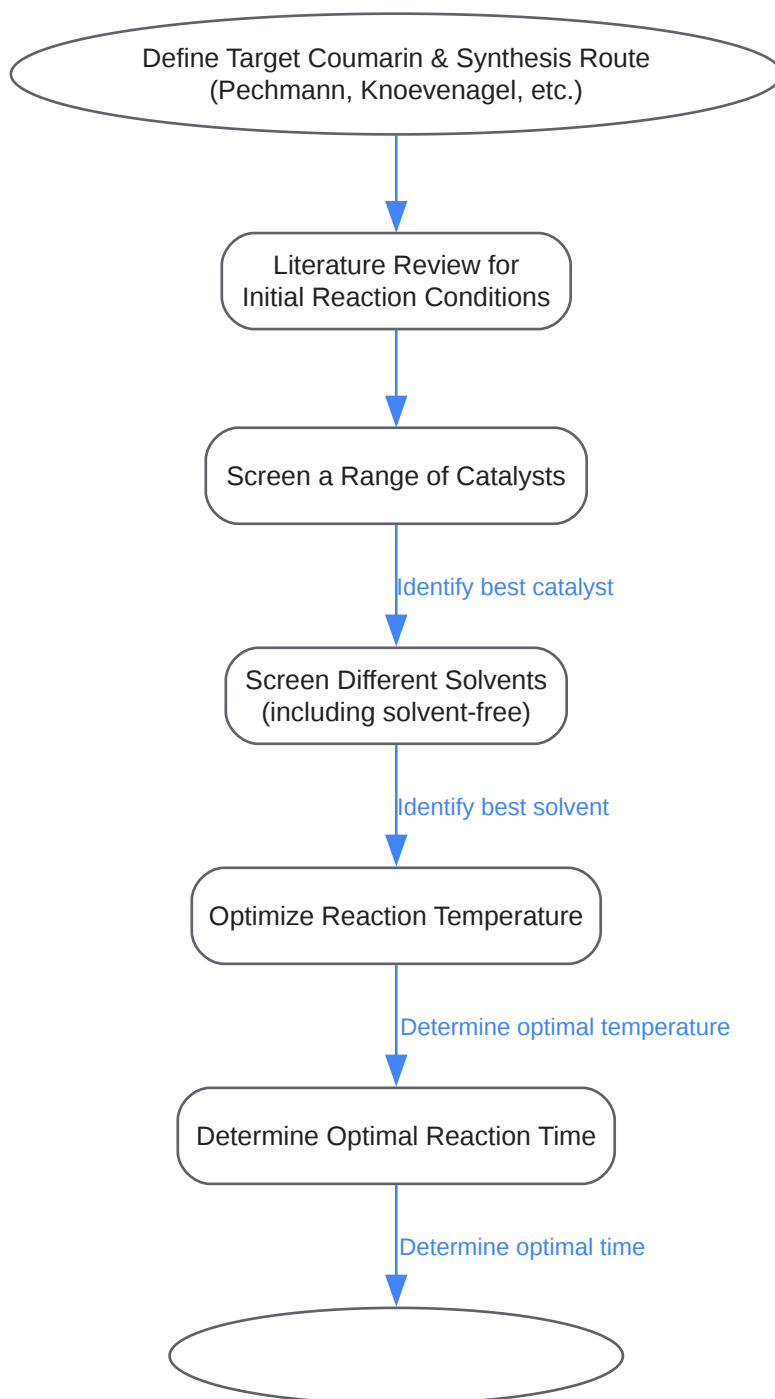 Define Target Coumarin & Synthesis Route
(Pechmann, Knoevenagel, etc.)
Literature Review for
Initial Reaction Conditions
Screen a Range of Catalysts
Identify best catalyst
Screen Different Solvents
(including solvent-free)
Identify best solvent
Optimize Reaction Temperature
Determine optimal temperature
Determine Optimal Reaction Time
Determine optimal time